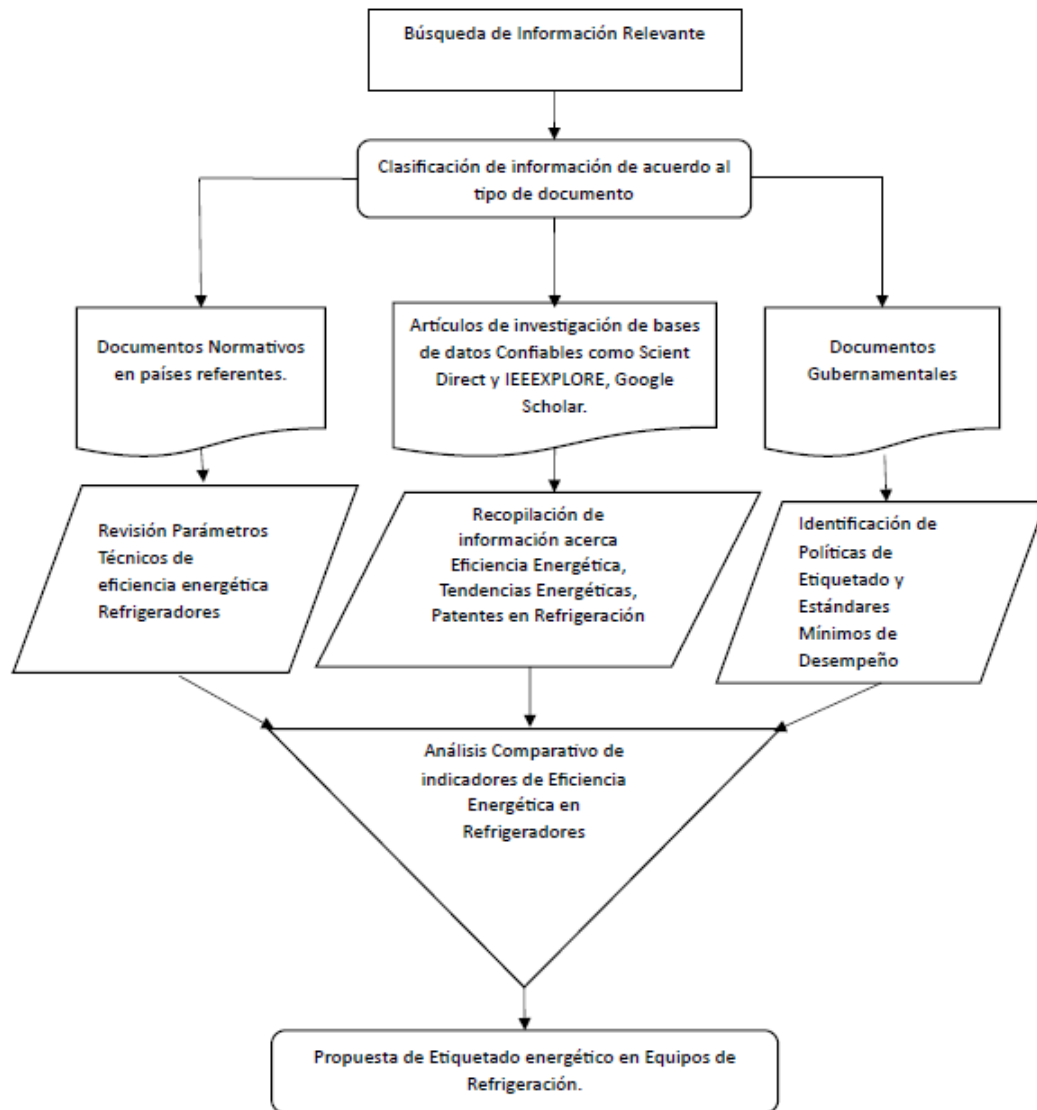 Búsqueda de Información Relevante
Clasificación de información de acuerdo al
tipo de documento
Documentos Normativos
en países referentes.
Artículos de investigación de bases
de datos Confiables como Scient
Direct y IEEEXPLORE, Google
Scholar.
Documentos
Gubernamentales
Revisión Parámetros
Técnicos de
eficiencia energética
Refrigeradores
Recopilación de
información acerca
Eficiencia Energética,
Tendencias Energéticas,
Patentes en Refrigeración
Identificación de
Políticas de
Etiquetado y
Estándares
Mínimos de
Desempeño
Análisis Comparativo de
indicadores de Eficiencia
Energética en
Refrigeradores
Propuesta de Etiquetado energético en Equipos de
Refrigeración.